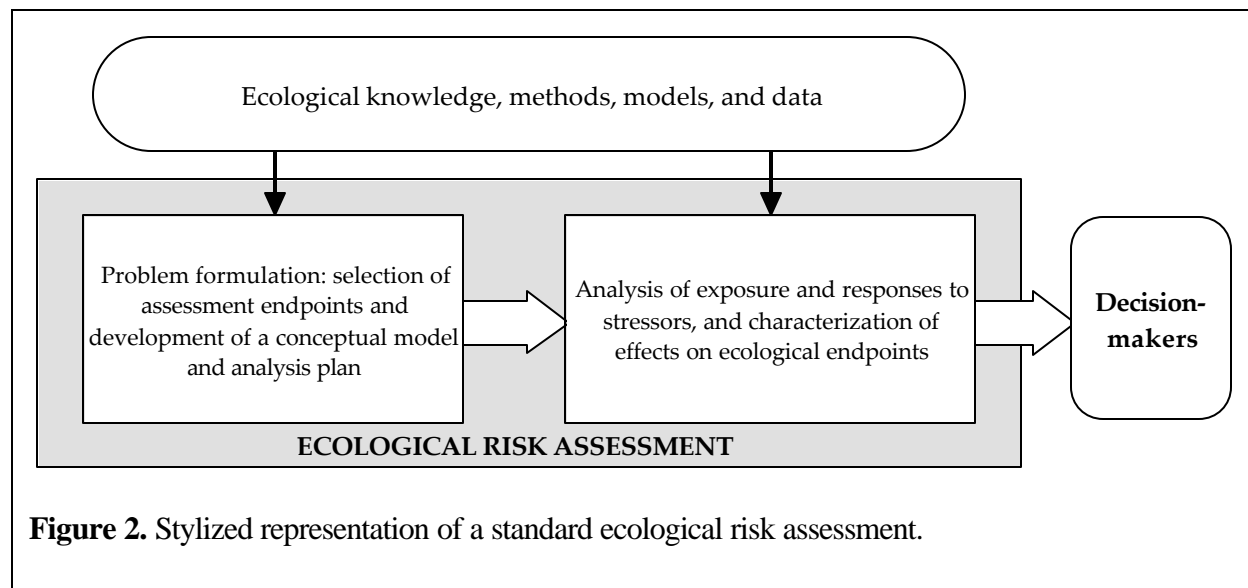 Ecological knowledge, methods, models, and data
Problem formulation: selection of
assessment endpoints and
development of a conceptual model
and analysis plan
Analysis of exposure and responses to
stressors, and characterization of
effects on ecological endpoints
Decision-
makers
ECOLOGICAL RISK ASSESSMENT
Figure 2. Stylized representation of a standard ecological risk assessment.